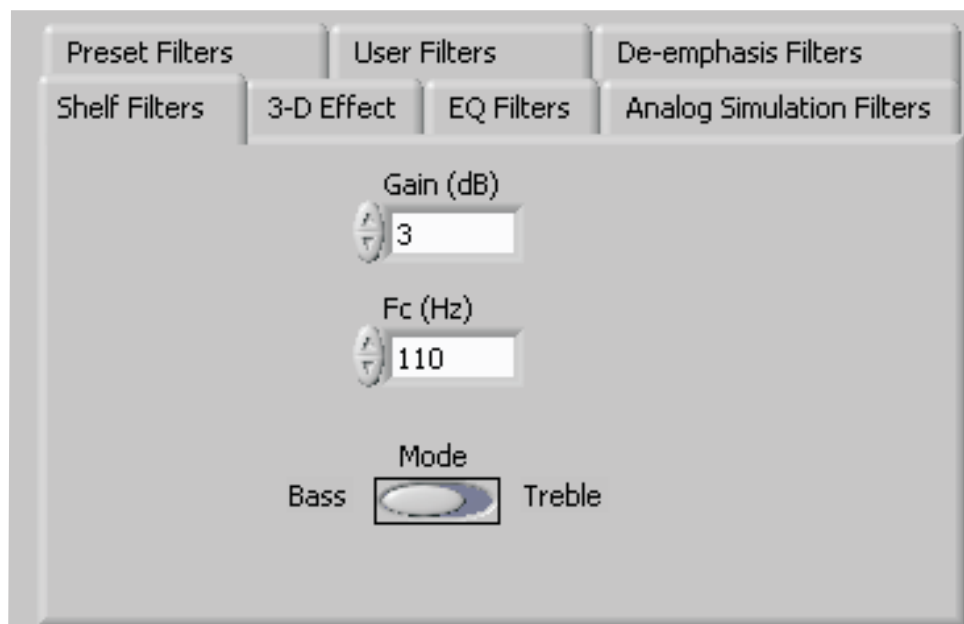 Preset Filters User Filters De-emphasis Filters
Shelf Filters 3-D Effect EQ Filters Analog Simulation Filters
Gain (dB)
3
Fc (Hz)
110
Mode
Bass Treble